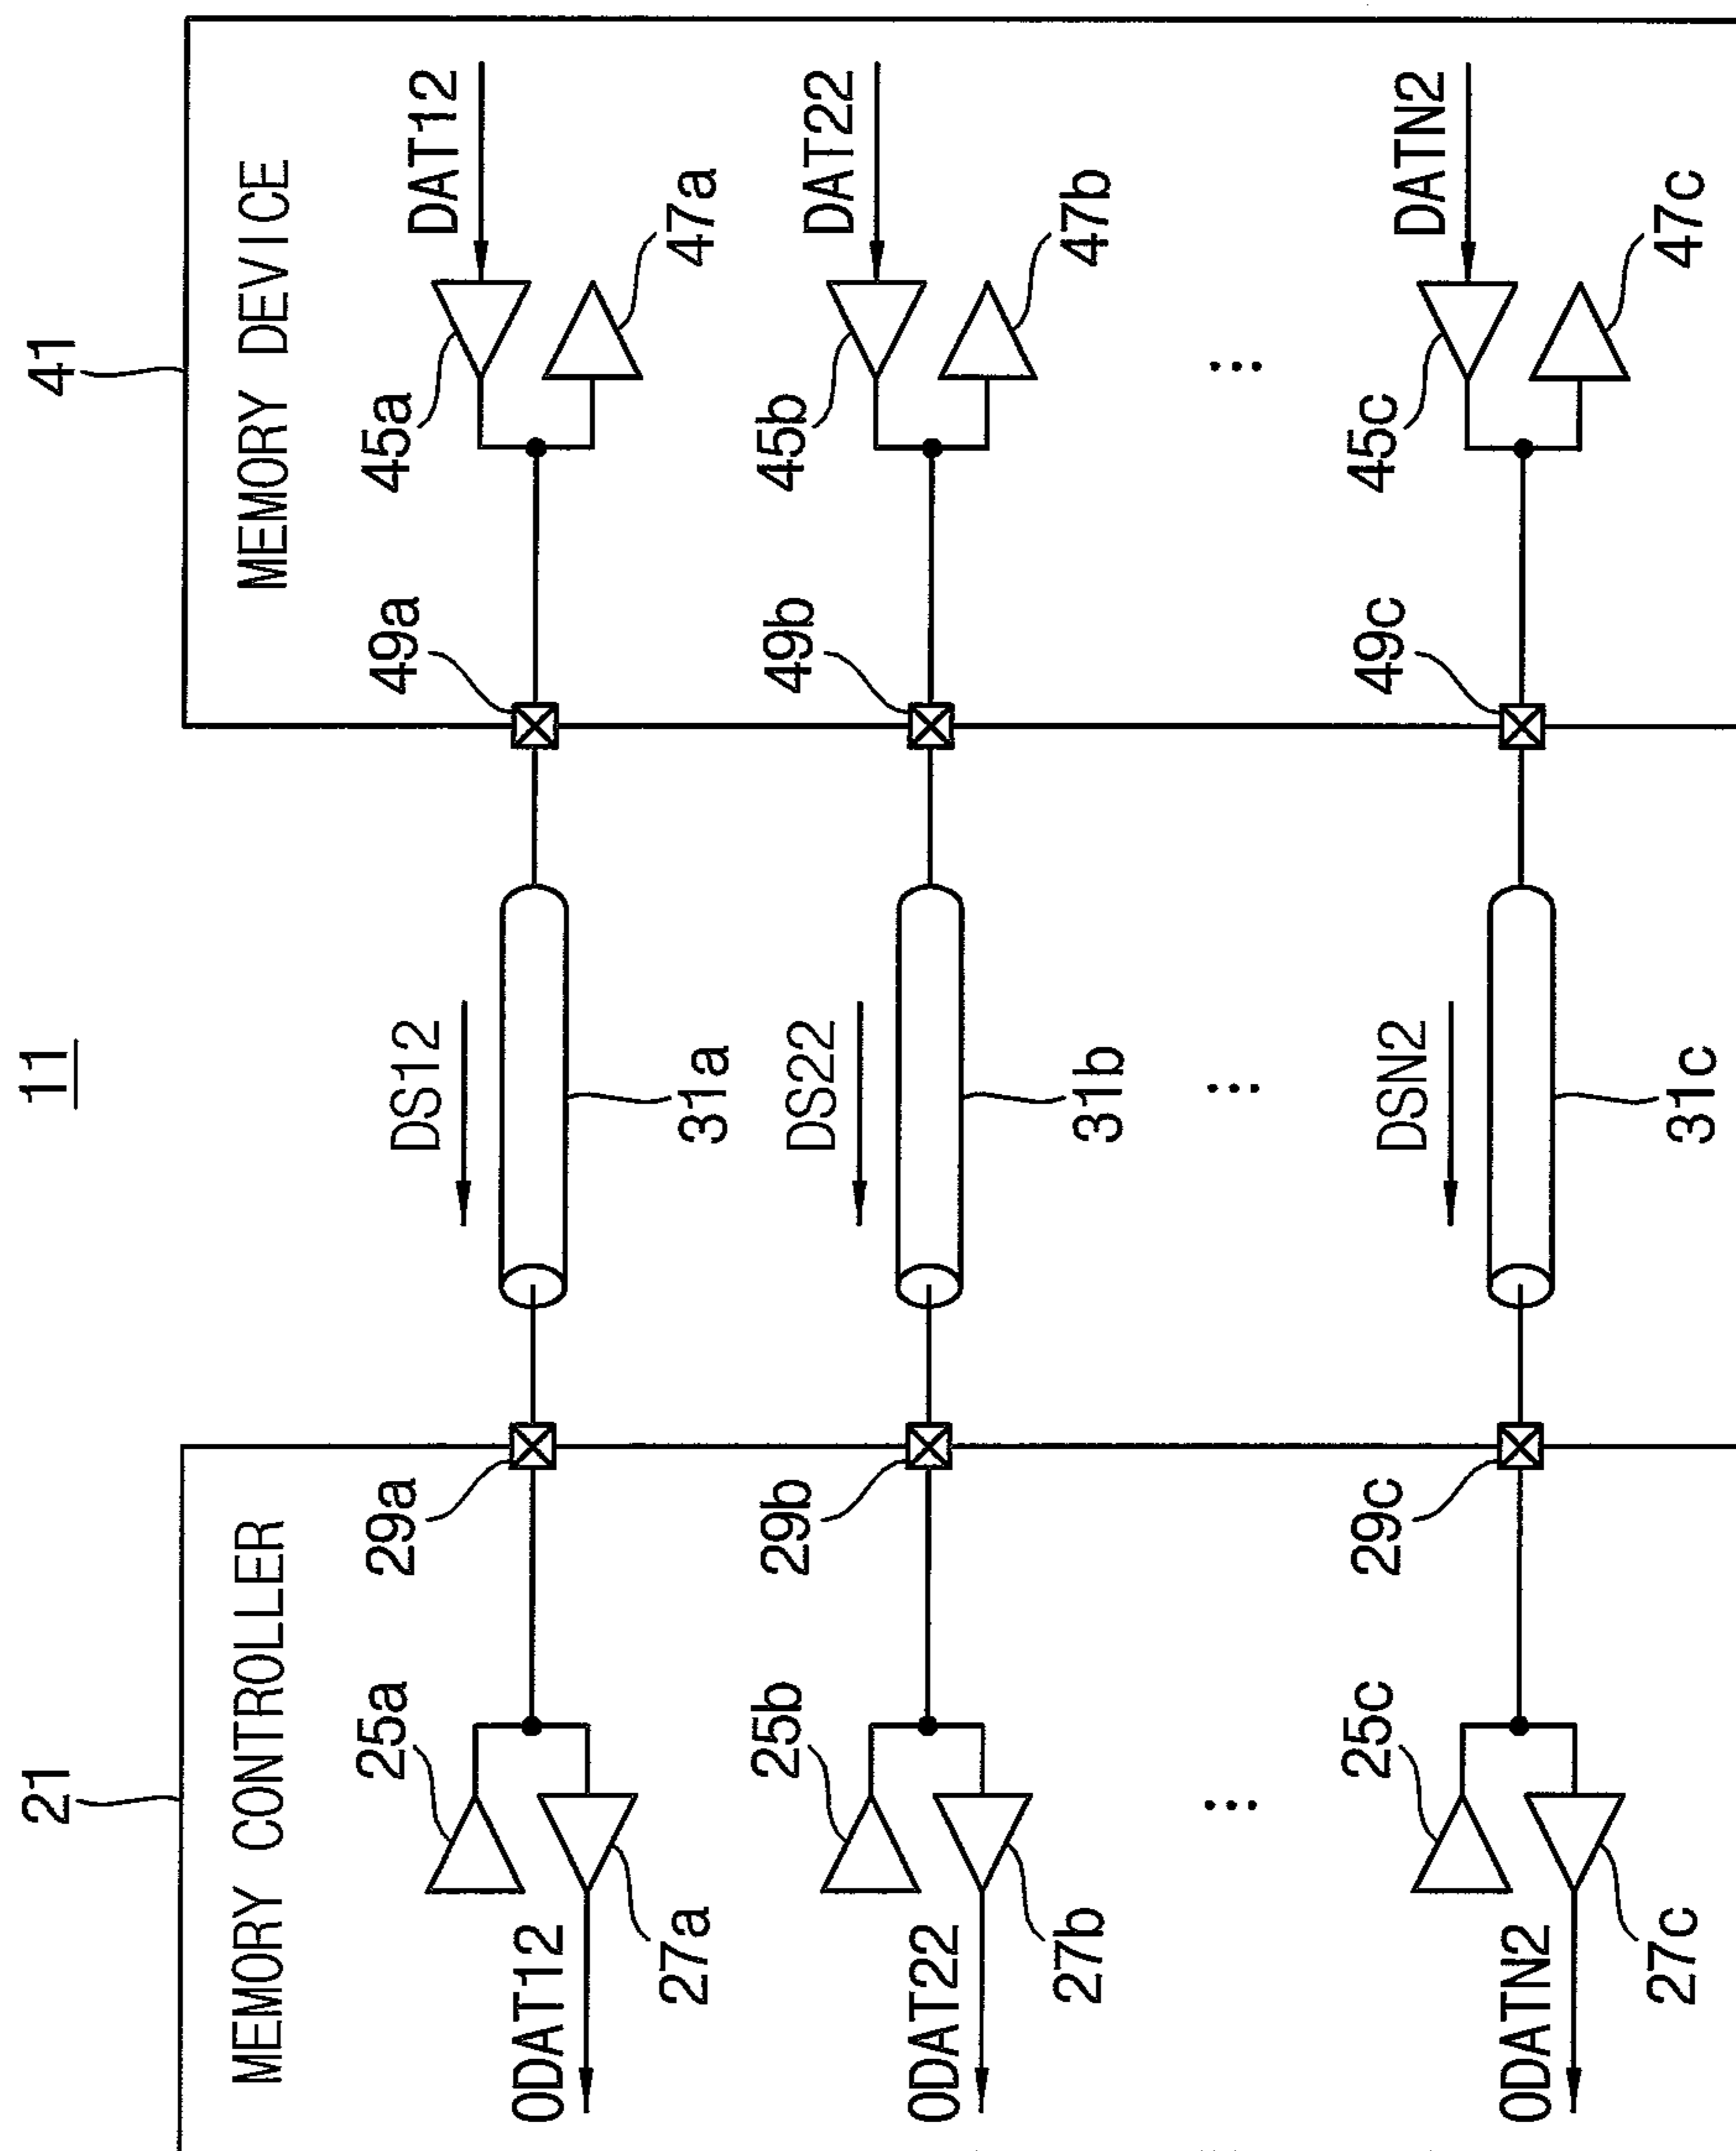 11
21
41
MEMORY CONTROLLER
MEMORY DEVICE
25a
29a
DS12
49a
45a
DAT12
ODAT12
27a
31a
47a
25b
29b
DS22
49b
45b
DAT22
ODAT22
27b
31b
47b
...
...
...
25c
29c
DSN2
49c
45c
DATN2
ODATN2
27c
31c
47c